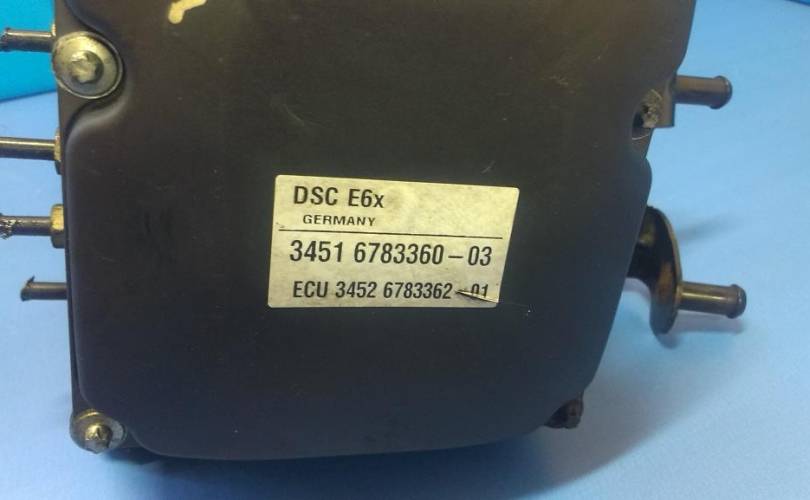 DSC E6x
GERMANY
3451 6783360-03
ECU 3452 6783362-01